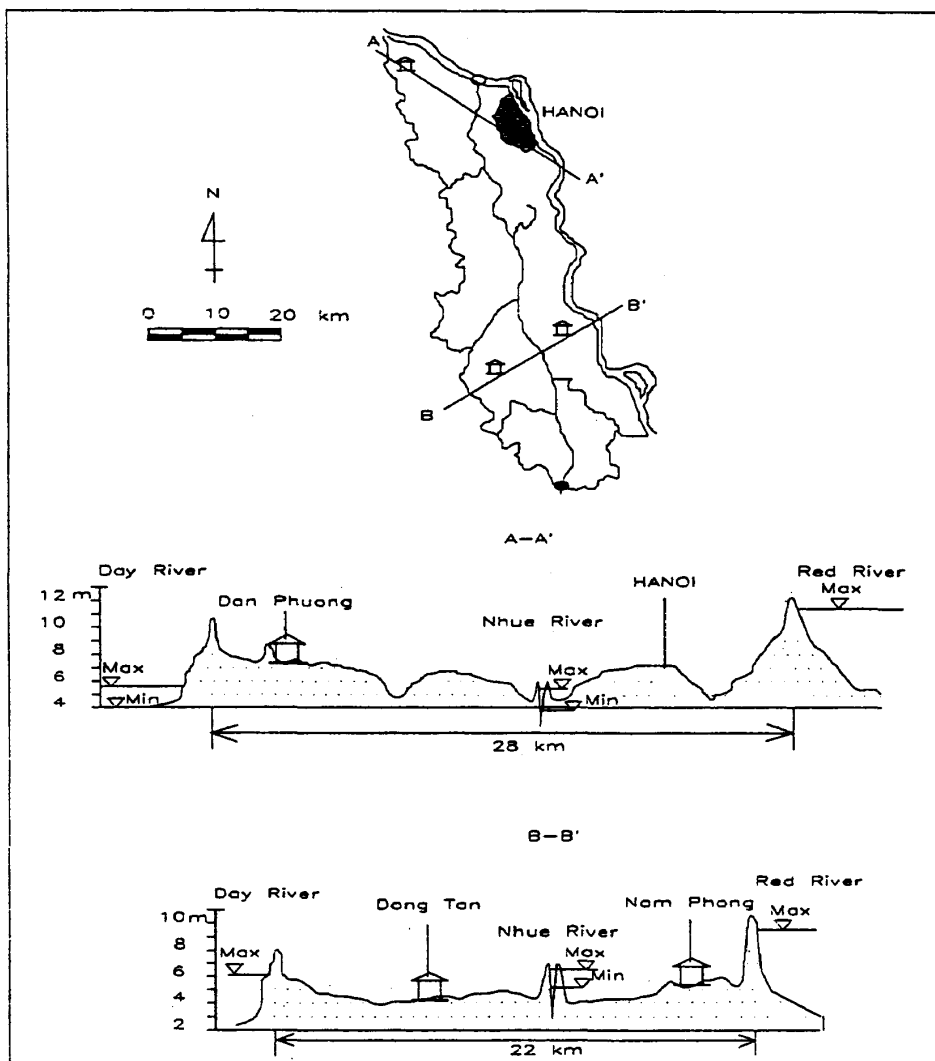 A
HANOI
A'
N
0 10 20 km
B'
B
A-A'
Day River
Red River
12 m
Dan Phuong
HANOI
Max
10
Nhue River
8
Max
Max
6
Min
Min
4
28 km
B-B'
Day River
Red River
10 m
Dong Tan
Nhue River
Nam Phong
Max
8
Max
Max
6
Min
4
2
22 km